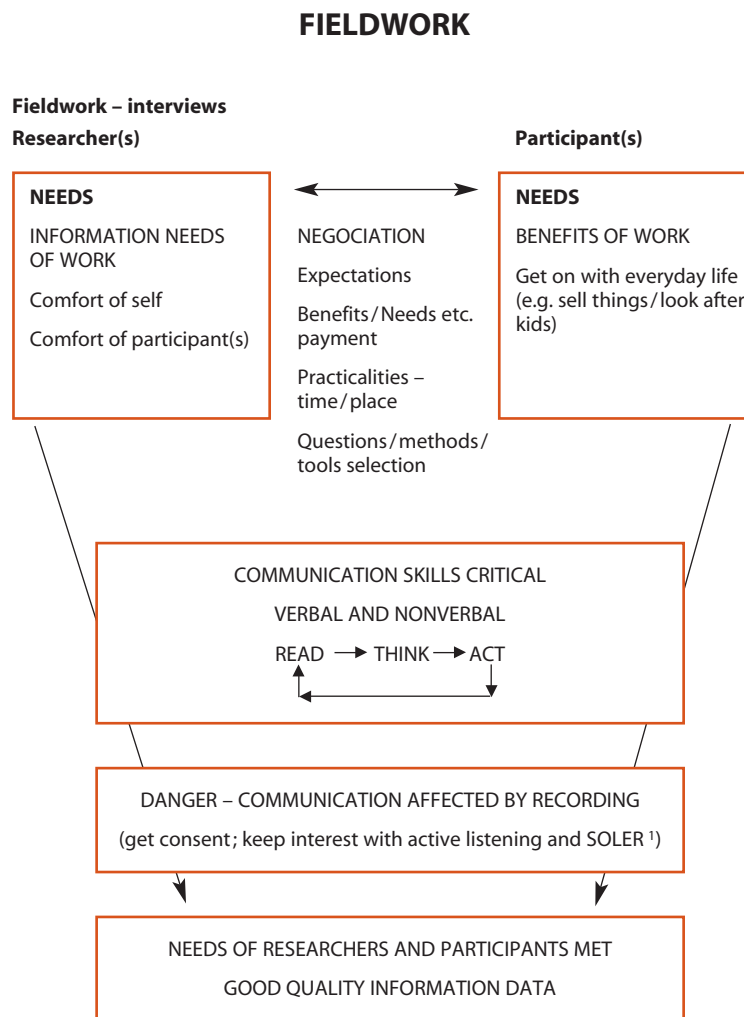 FIELDWORK
Fieldwork – interviews
Researcher(s)
Participant(s)
NEEDS
INFORMATION NEEDS
OF WORK
Comfort of self
Comfort of participant(s)
NEGOCIATION
Expectations
Benefits/Needs etc.
payment
Practicalities –
time/place
Questions/methods/
tools selection
NEEDS
BENEFITS OF WORK
Get on with everyday life
(e.g. sell things/look after
kids)
COMMUNICATION SKILLS CRITICAL
VERBAL AND NONVERBAL
READ THINK ACT
DANGER – COMMUNICATION AFFECTED BY RECORDING
(get consent; keep interest with active listening and SOLER ¹)
NEEDS OF RESEARCHERS AND PARTICIPANTS MET
GOOD QUALITY INFORMATION DATA